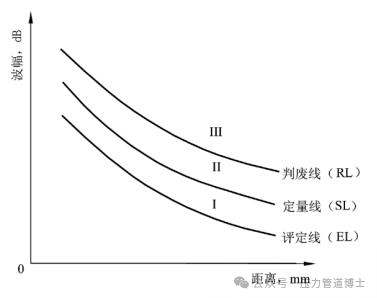 波幅，dB
III
II
I
判废线（RL）
定量线（SL）
评定线（EL）
0
距离，mm
公众号 · 压力管道博士